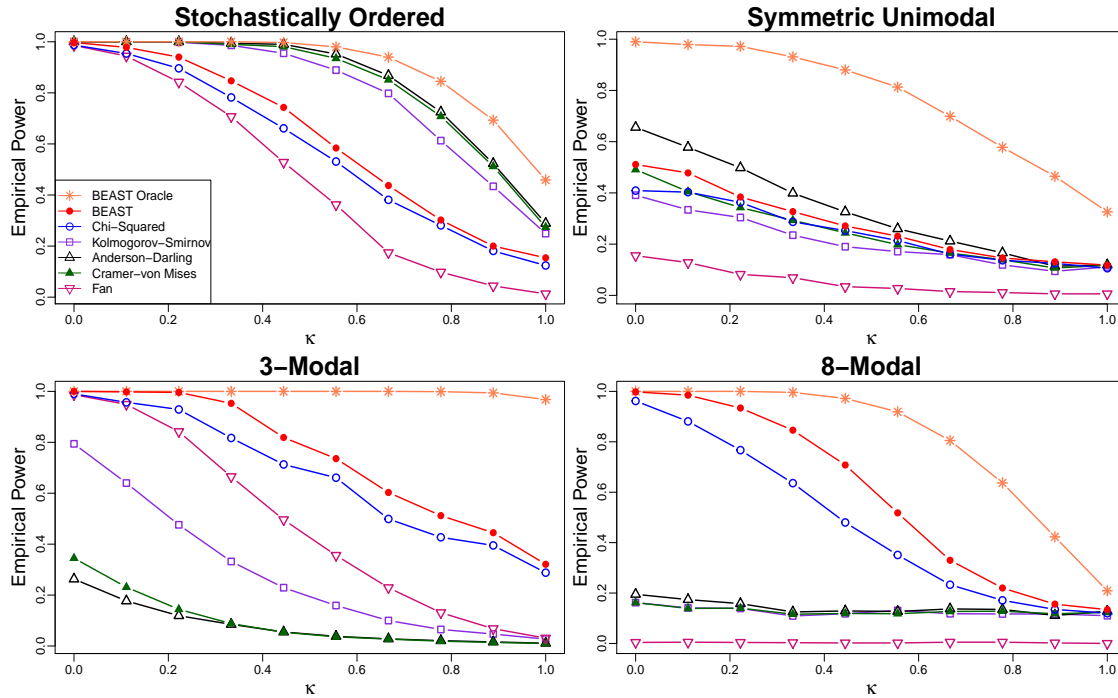 Stochastically Ordered
Symmetric Unimodal
Empirical Power
1.0
0.8
0.6
0.4
0.2
0.0
BEAST Oracle
BEAST
Chi−Squared
Kolmogorov−Smirnov
Anderson−Darling
Cramer−von Mises
Fan
0.0 0.2 0.4 0.6 0.8 1.0
κ
Empirical Power
1.0
0.8
0.6
0.4
0.2
0.0
0.0 0.2 0.4 0.6 0.8 1.0
κ
3−Modal
8−Modal
Empirical Power
1.0
0.8
0.6
0.4
0.2
0.0
0.0 0.2 0.4 0.6 0.8 1.0
κ
Empirical Power
1.0
0.8
0.6
0.4
0.2
0.0
0.0 0.2 0.4 0.6 0.8 1.0
κ